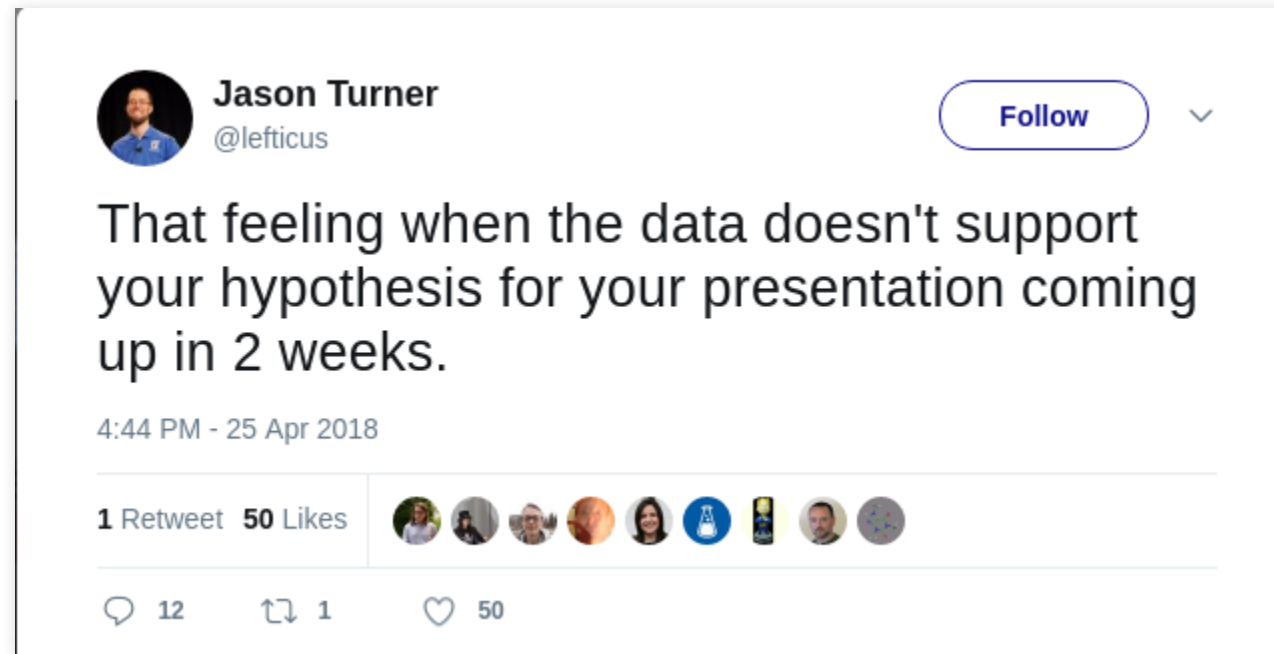 Jason Turner
@lefticus
Follow
That feeling when the data doesn't support
your hypothesis for your presentation coming
up in 2 weeks.
4:44 PM - 25 Apr 2018
1 Retweet 50 Likes
12 1 50